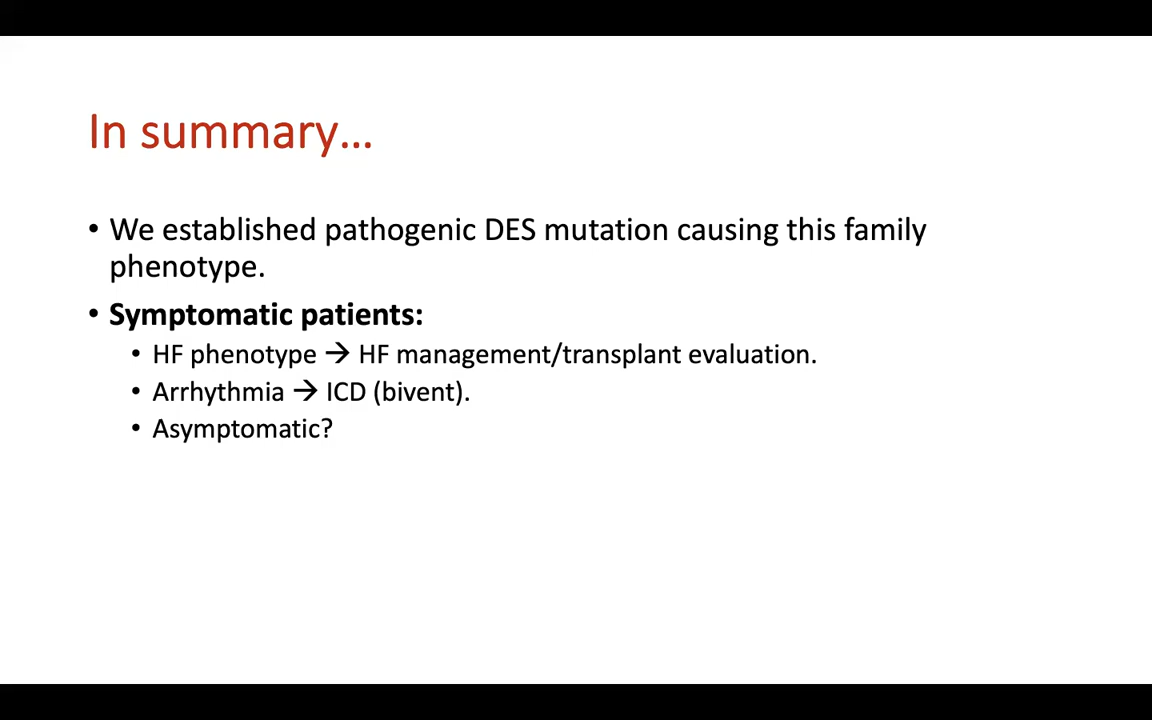 In summary...
• We established pathogenic DES mutation causing this family
phenotype.
• Symptomatic patients:
• HF phenotype → HF management/transplant evaluation.
• Arrhythmia → ICD (bivent).
• Asymptomatic?